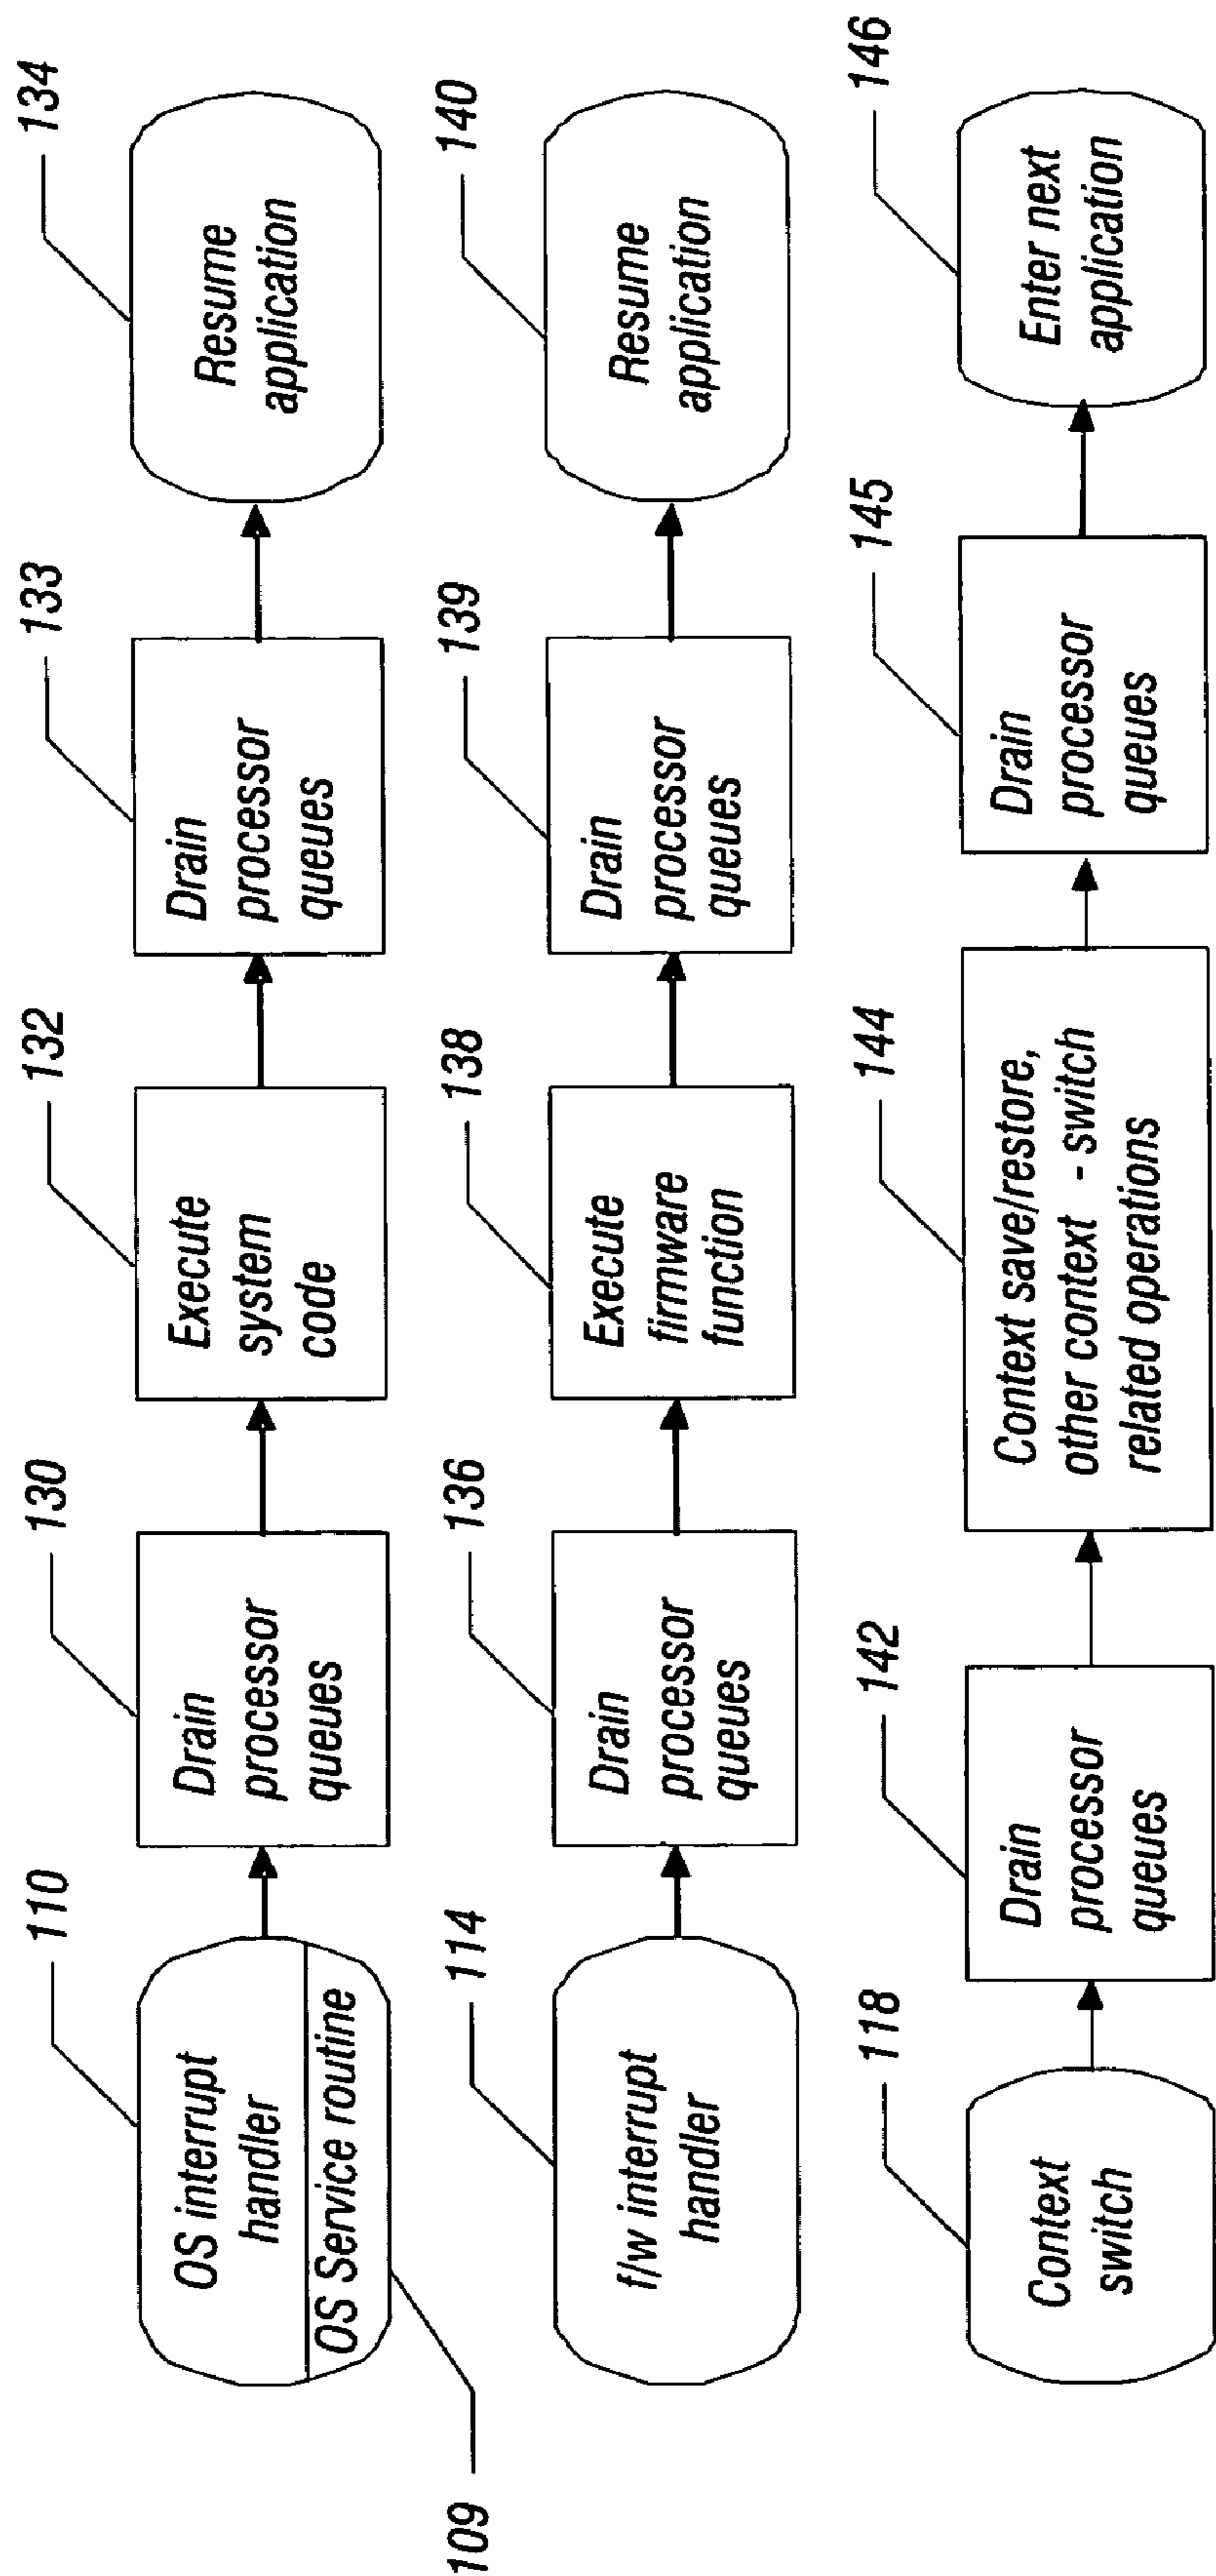 110
OS interrupt
handler
OS Service routine
109
130
Drain
processor
queues
132
Execute
system
code
133
Drain
processor
queues
134
Resume
application
114
f/w interrupt
handler
136
Drain
processor
queues
138
Execute
firmware
function
139
Drain
processor
queues
140
Resume
application
118
Context
switch
142
Drain
processor
queues
144
Context save/restore,
other context - switch
related operations
145
Drain
processor
queues
146
Enter next
application